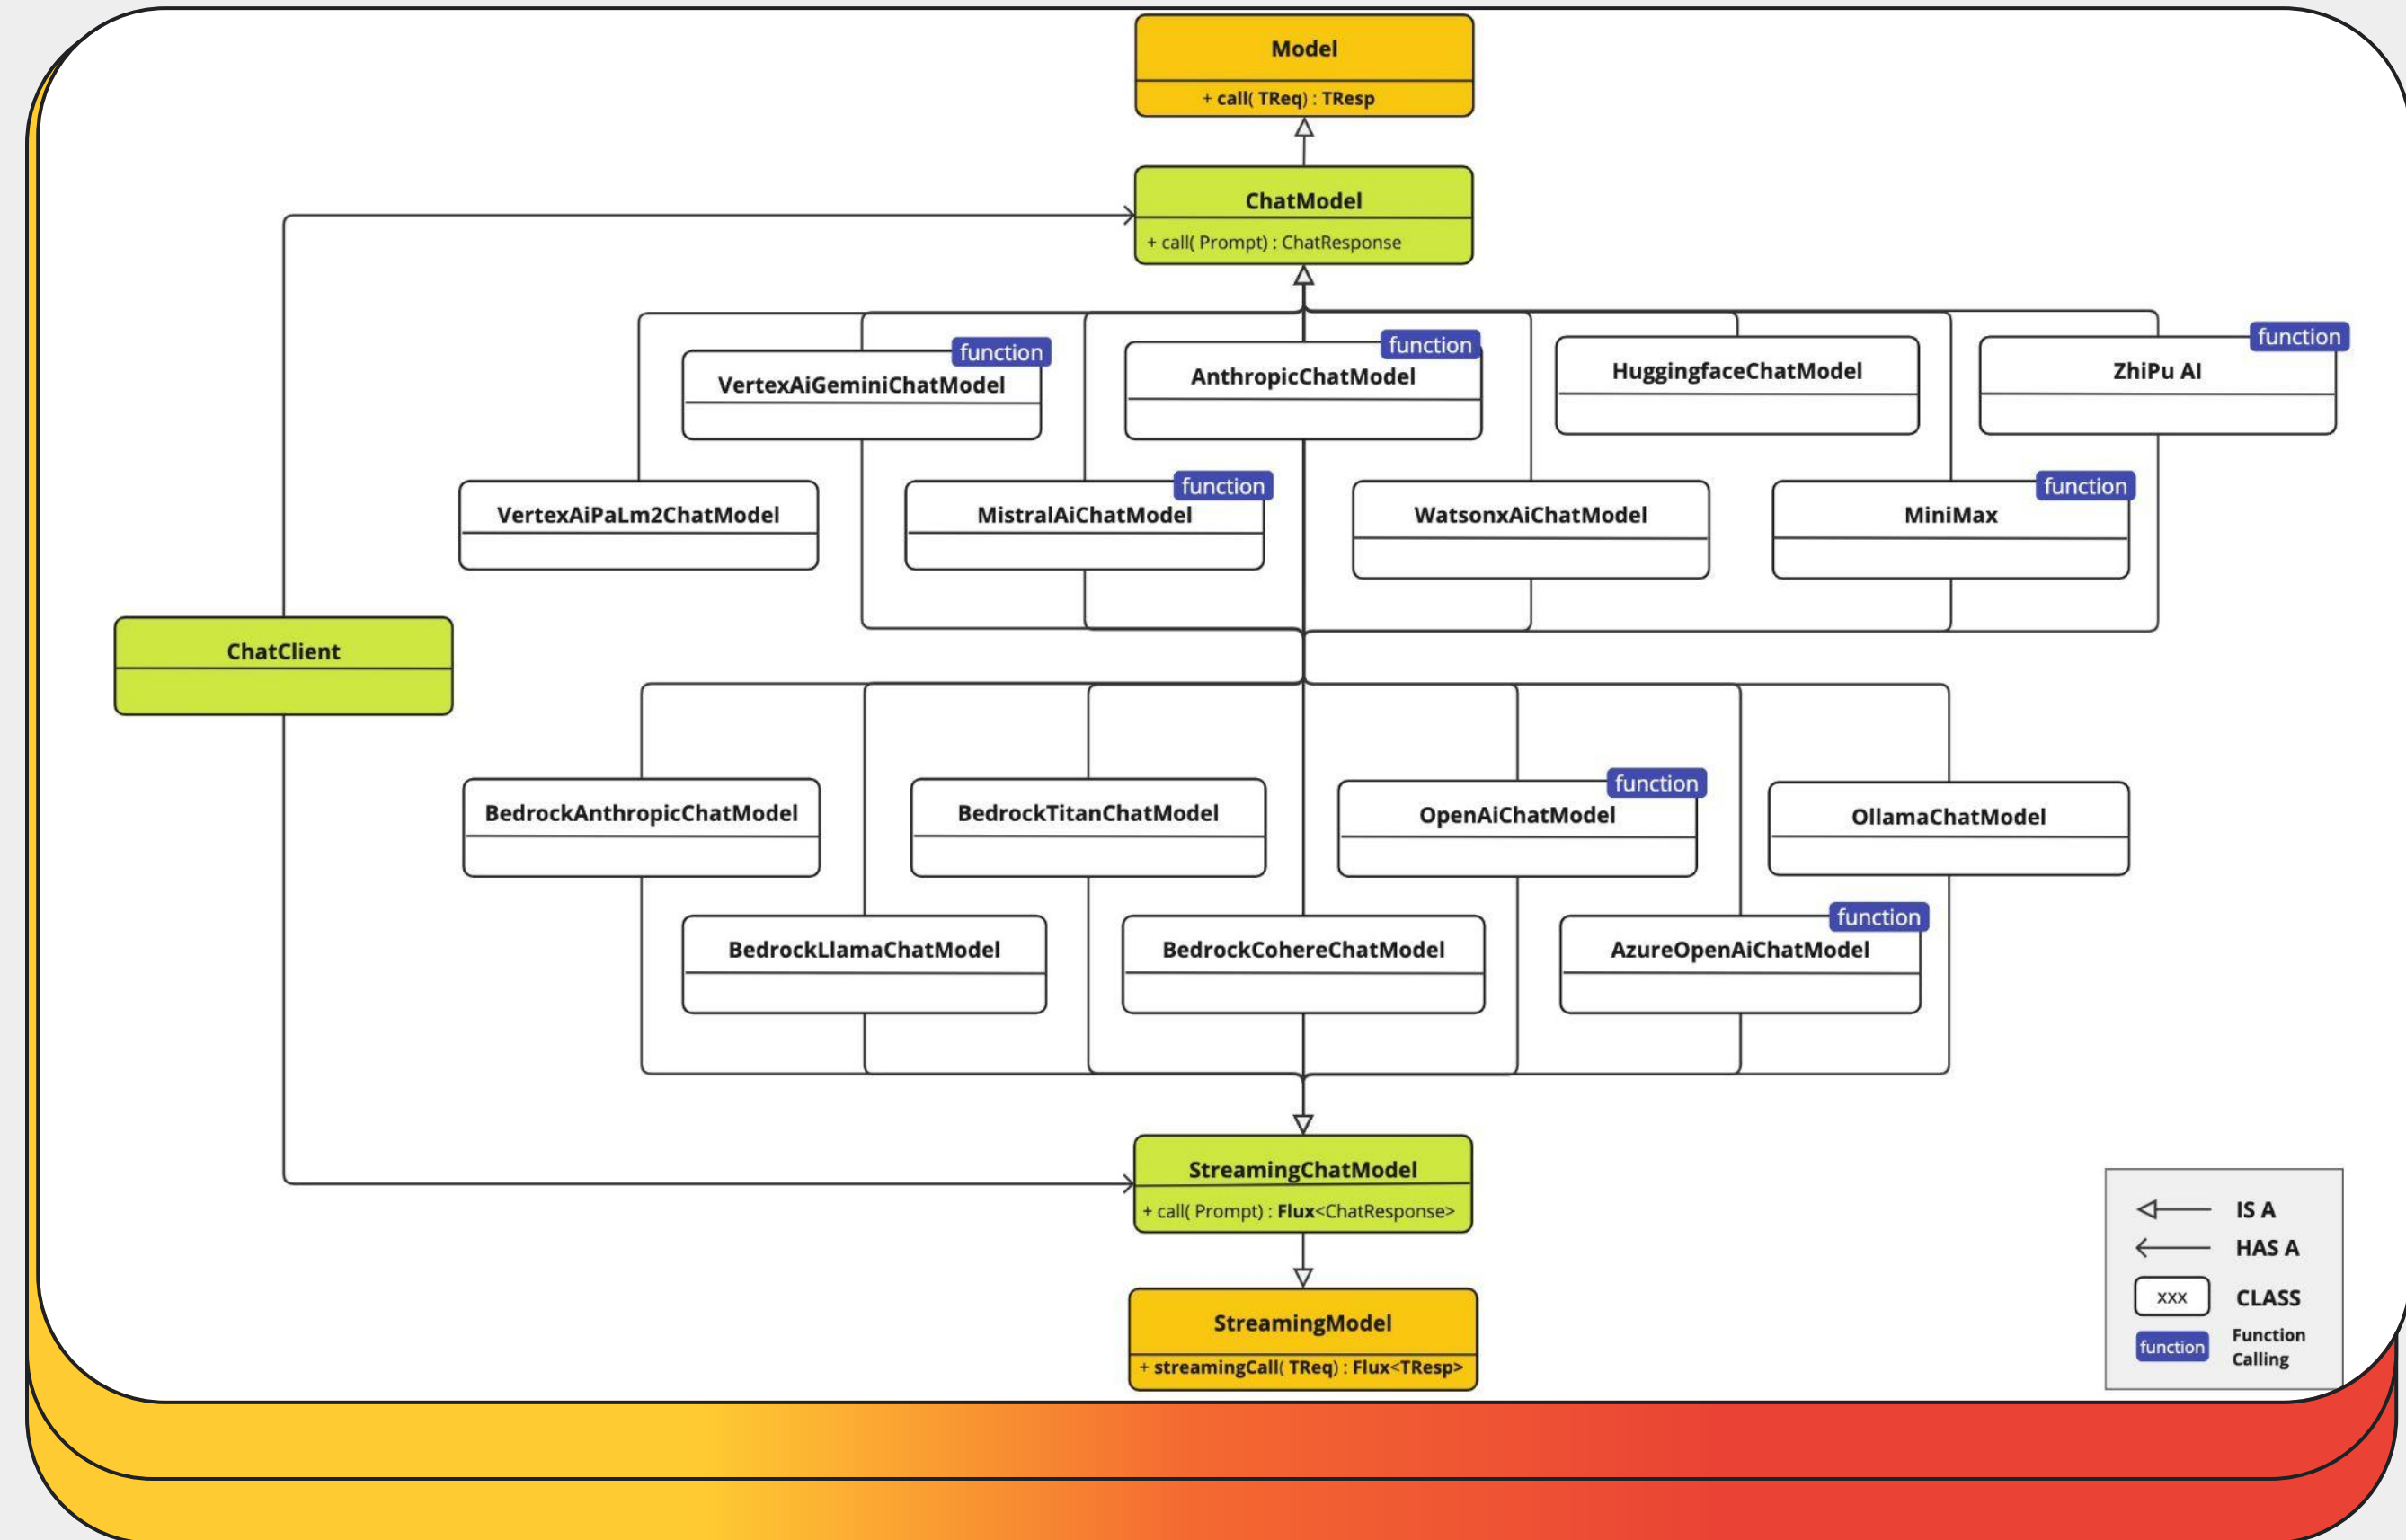 Model
+ call( TReq) : TResp
ChatModel
+ call( Prompt) : ChatResponse
function
VertexAiGeminiChatModel
function
AnthropicChatModel
HuggingfaceChatModel
function
ZhiPu AI
VertexAiPaLm2ChatModel
function
MistralAiChatModel
WatsonxAiChatModel
function
MiniMax
ChatClient
BedrockAnthropicChatModel
BedrockTitanChatModel
function
OpenAiChatModel
OllamaChatModel
BedrockLlamaChatModel
BedrockCohereChatModel
function
AzureOpenAiChatModel
StreamingChatModel
+ call( Prompt) : Flux<ChatResponse>
StreamingModel
+ streamingCall( TReq) : Flux<TResp>
IS A
HAS A
xxx CLASS
function Function
Calling